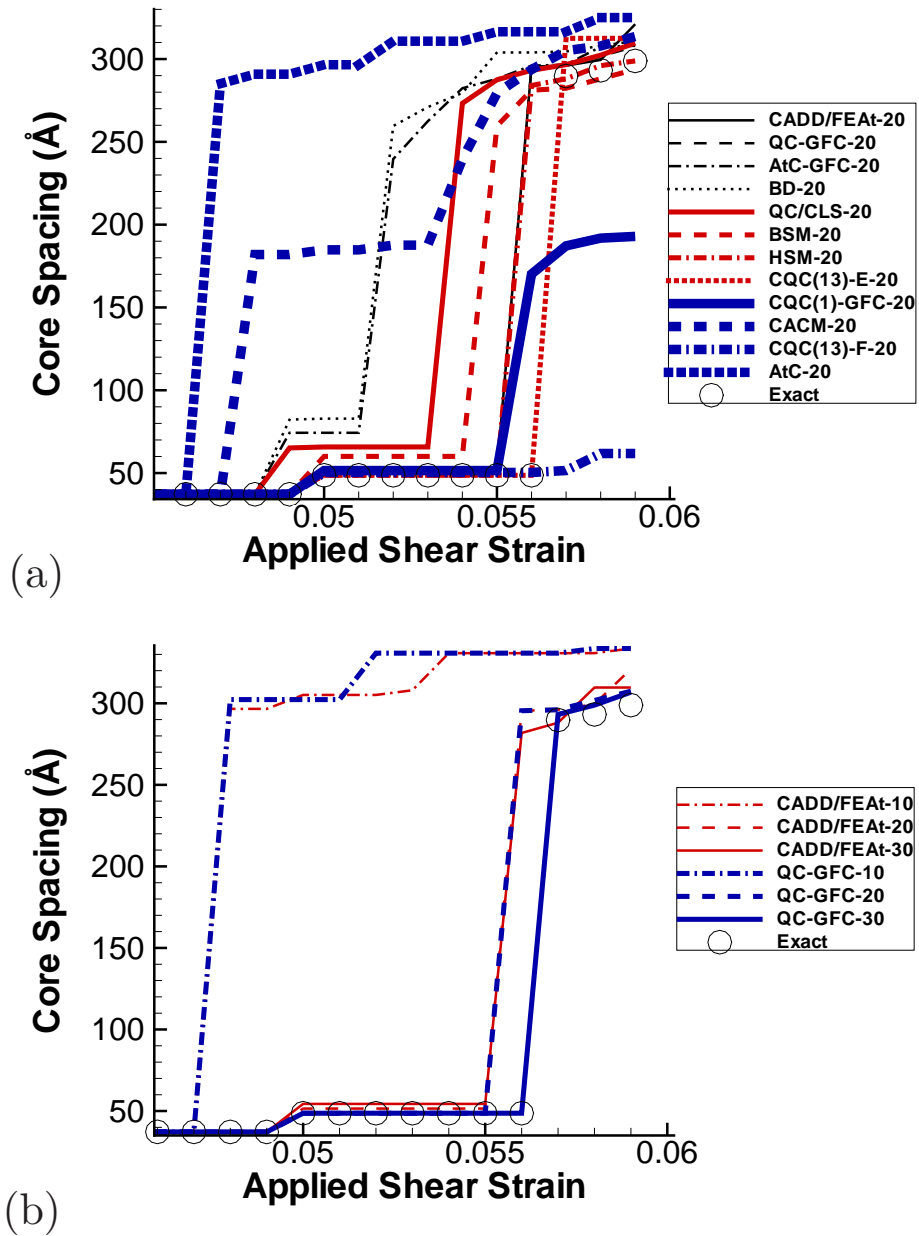 300
250
200
150
100
50
Core Spacing (Å)
0.05
0.055
0.06
Applied Shear Strain
CADD/FEAt-20
QC-GFC-20
AtC-GFC-20
BD-20
QC/CLS-20
BSM-20
HSM-20
CQC(13)-E-20
CQC(1)-GFC-20
CACM-20
CQC(13)-F-20
AtC-20
Exact
(a)
300
250
200
150
100
50
Core Spacing (Å)
0.05
0.055
0.06
Applied Shear Strain
CADD/FEAt-10
CADD/FEAt-20
CADD/FEAt-30
QC-GFC-10
QC-GFC-20
QC-GFC-30
Exact
(b)